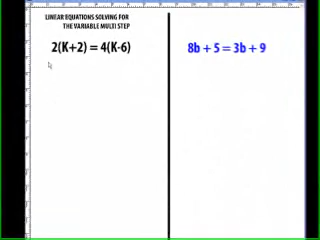 LINEAR EQUATIONS SOLVING FOR
THE VARIABLE MULTI STEP
2(K+2) = 4(K-6)
8b + 5 = 3b + 9